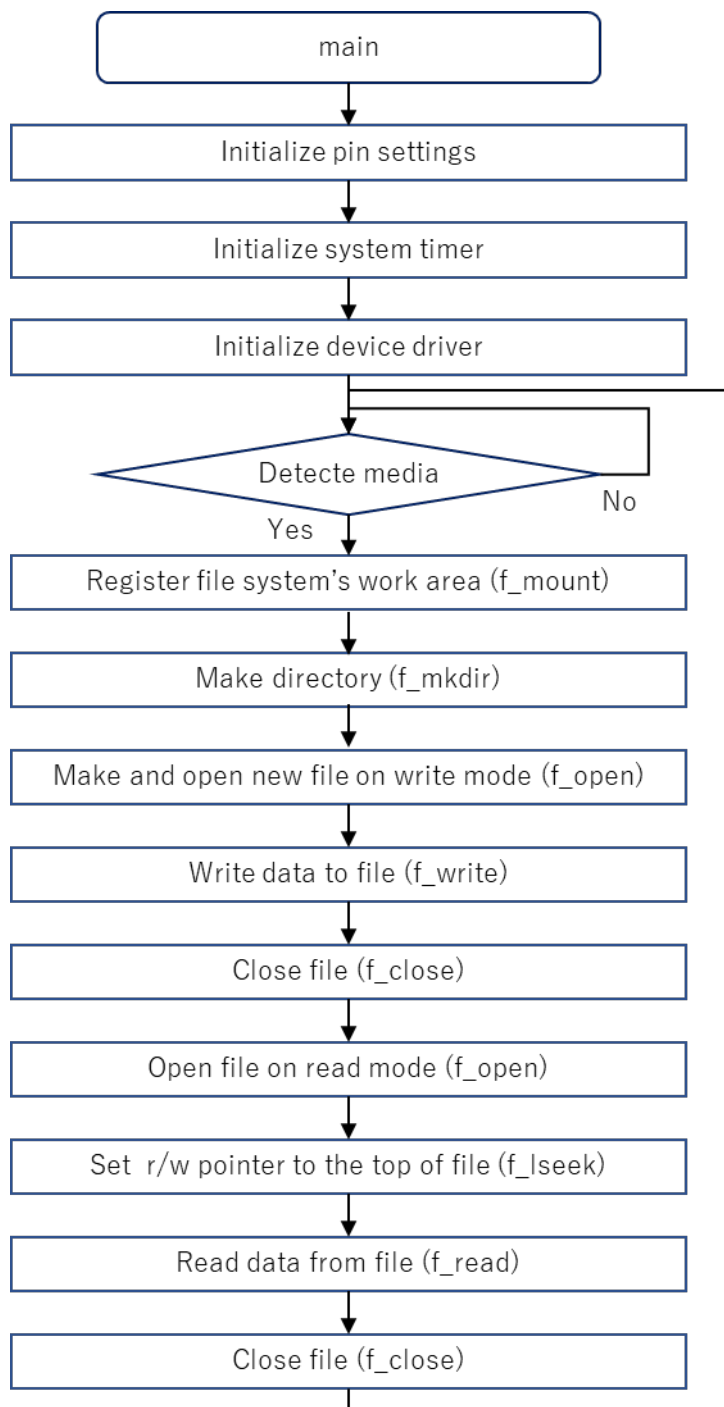 main
Initialize pin settings
Initialize system timer
Initialize device driver
Detecte media
No
Yes
Register file system’s work area (f_mount)
Make directory (f_mkdir)
Make and open new file on write mode (f_open)
Write data to file (f_write)
Close file (f_close)
Open file on read mode (f_open)
Set  r/w pointer to the top of file (f_lseek)
Read data from file (f_read)
Close file (f_close)